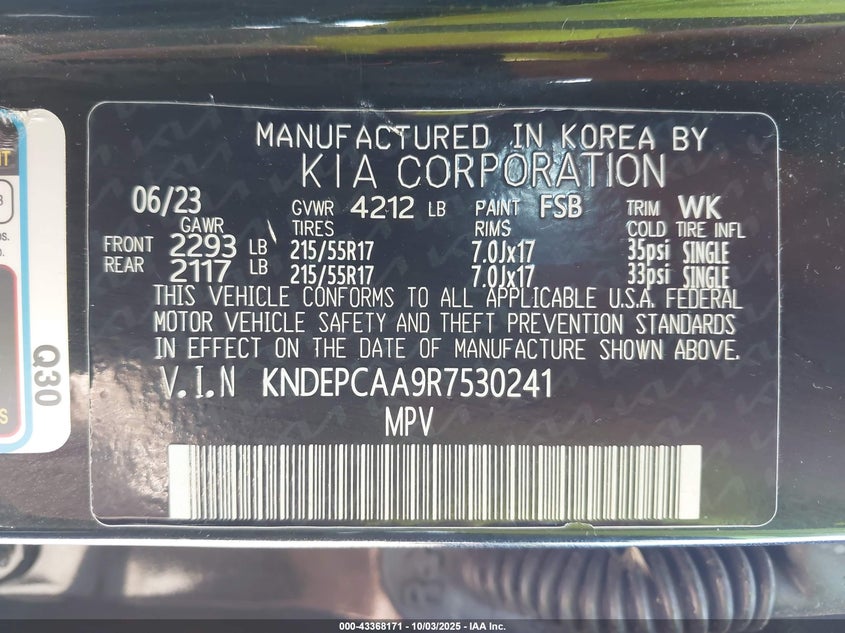 MANUFACTURED IN KOREA BY
KIA CORPORATION
06/23 GVWR 4212 LB PAINT FSB TRIM WK
GAWR TIRES RIMS COLD TIRE INFL
FRONT 2293 LB 215/55R17 7.0Jx17 35psi SINGLE
REAR 2117 LB 215/55R17 7.0Jx17 33psi SINGLE
THIS VEHICLE CONFORMS TO ALL APPLICABLE U.S.A. FEDERAL
MOTOR VEHICLE SAFETY AND THEFT PREVENTION STANDARDS
IN EFFECT ON THE DATE OF MANUFACTURE SHOWN ABOVE.
V.I.N KNDEPCAA9R7530241
MPV
Q30
000-43368171 - 10/03/2025 - IAA Inc.